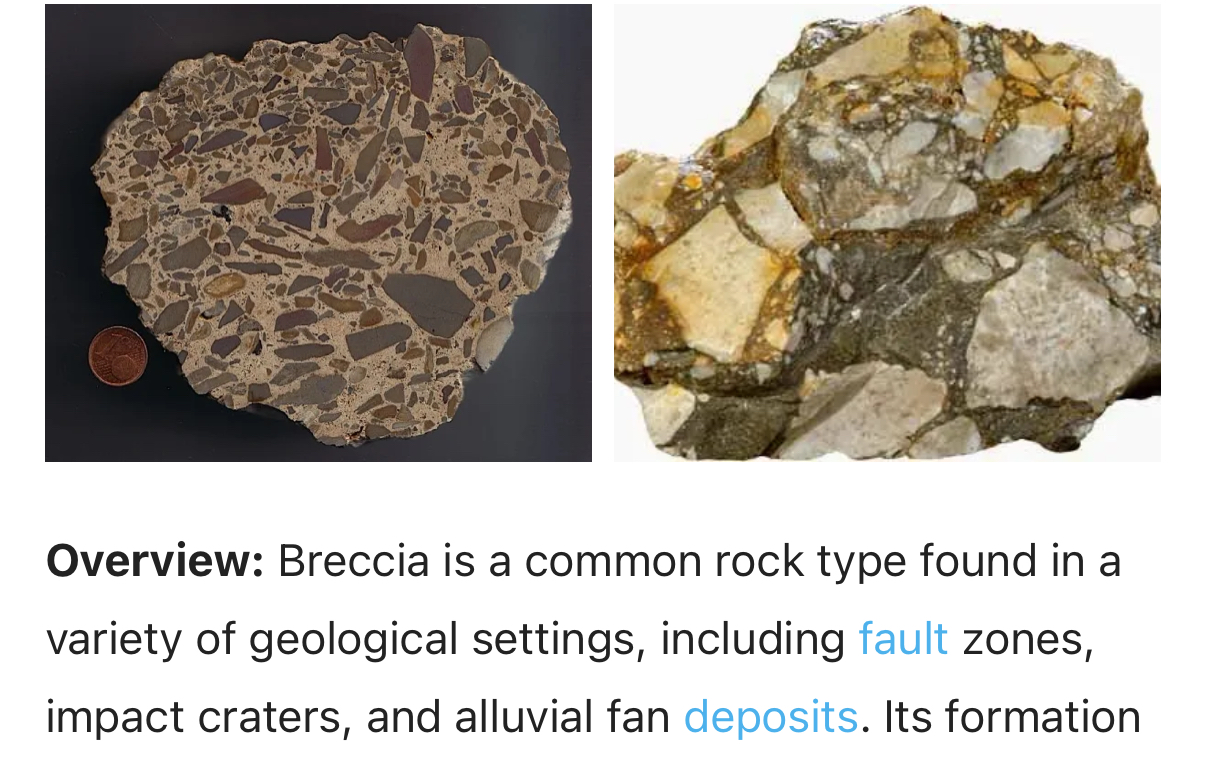 Overview: Breccia is a common rock type found in a
variety of geological settings, including fault zones,
impact craters, and alluvial fan deposits. Its formation